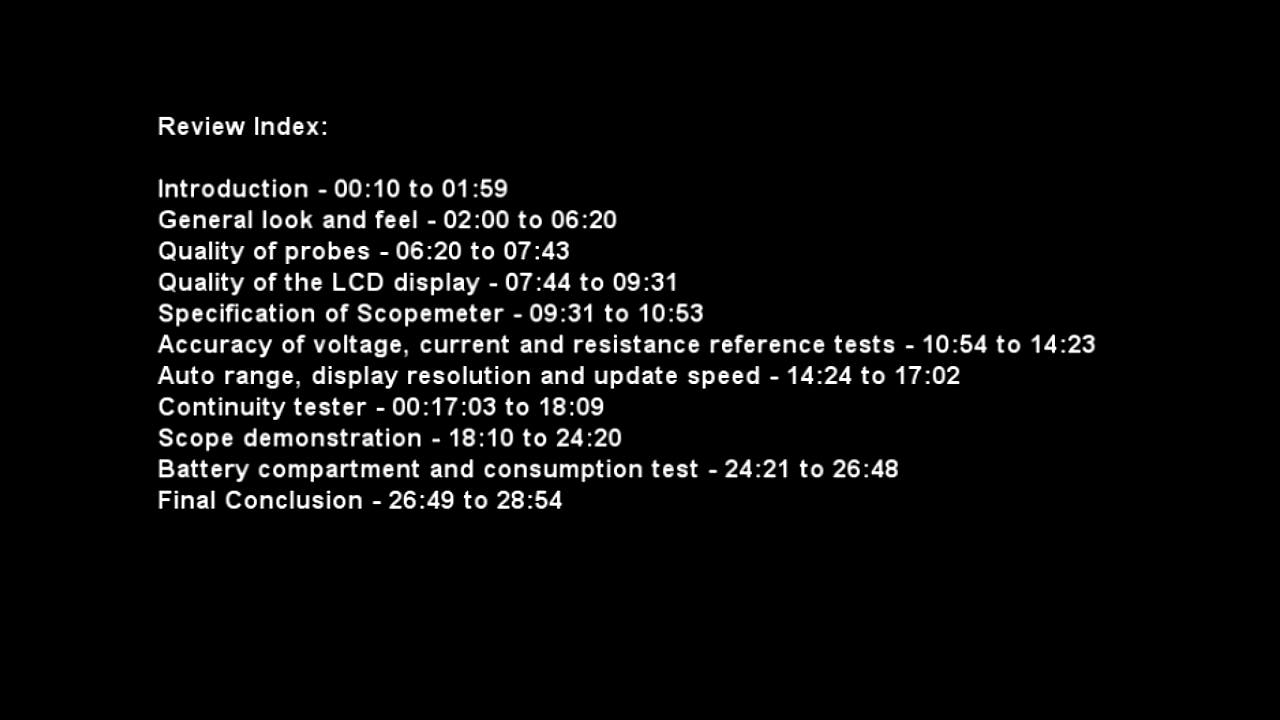 Review Index:
Introduction - 00:10 to 01:59
General look and feel - 02:00 to 06:20
Quality of probes - 06:20 to 07:43
Quality of the LCD display - 07:44 to 09:31
Specification of Scopemeter - 09:31 to 10:53
Accuracy of voltage, current and resistance reference tests - 10:54 to 14:23
Auto range, display resolution and update speed - 14:24 to 17:02
Continuity tester - 00:17:03 to 18:09
Scope demonstration - 18:10 to 24:20
Battery compartment and consumption test - 24:21 to 26:48
Final Conclusion - 26:49 to 28:54